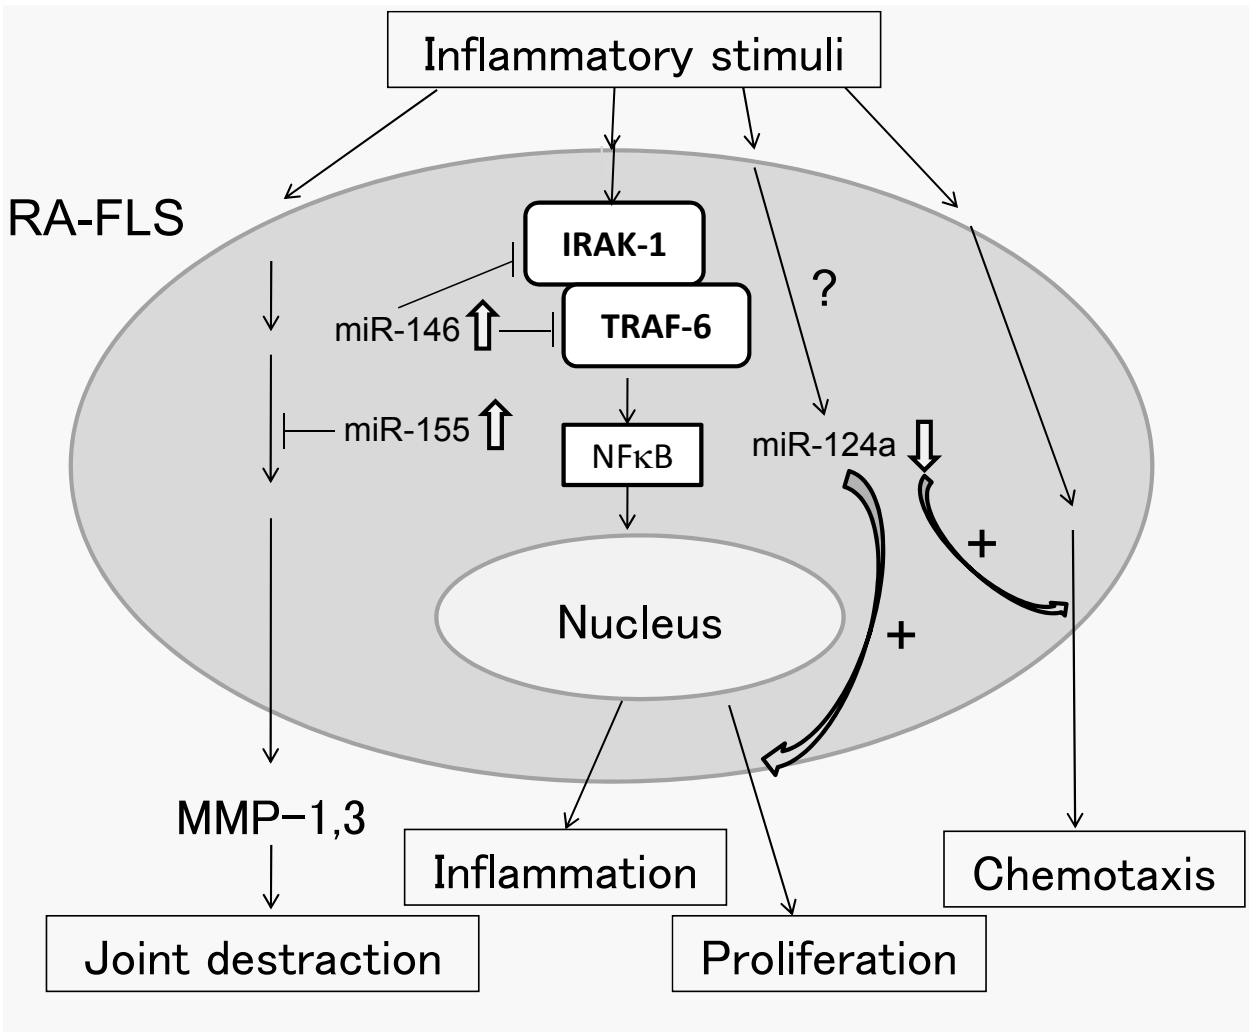 Inflammatory stimuli
RA-FLS
IRAK-1
?
miR-146
TRAF-6
miR-155
miR-124a
NFκB
+
Nucleus
+
MMP-1,3
Inflammation
Chemotaxis
Joint destraction
Proliferation